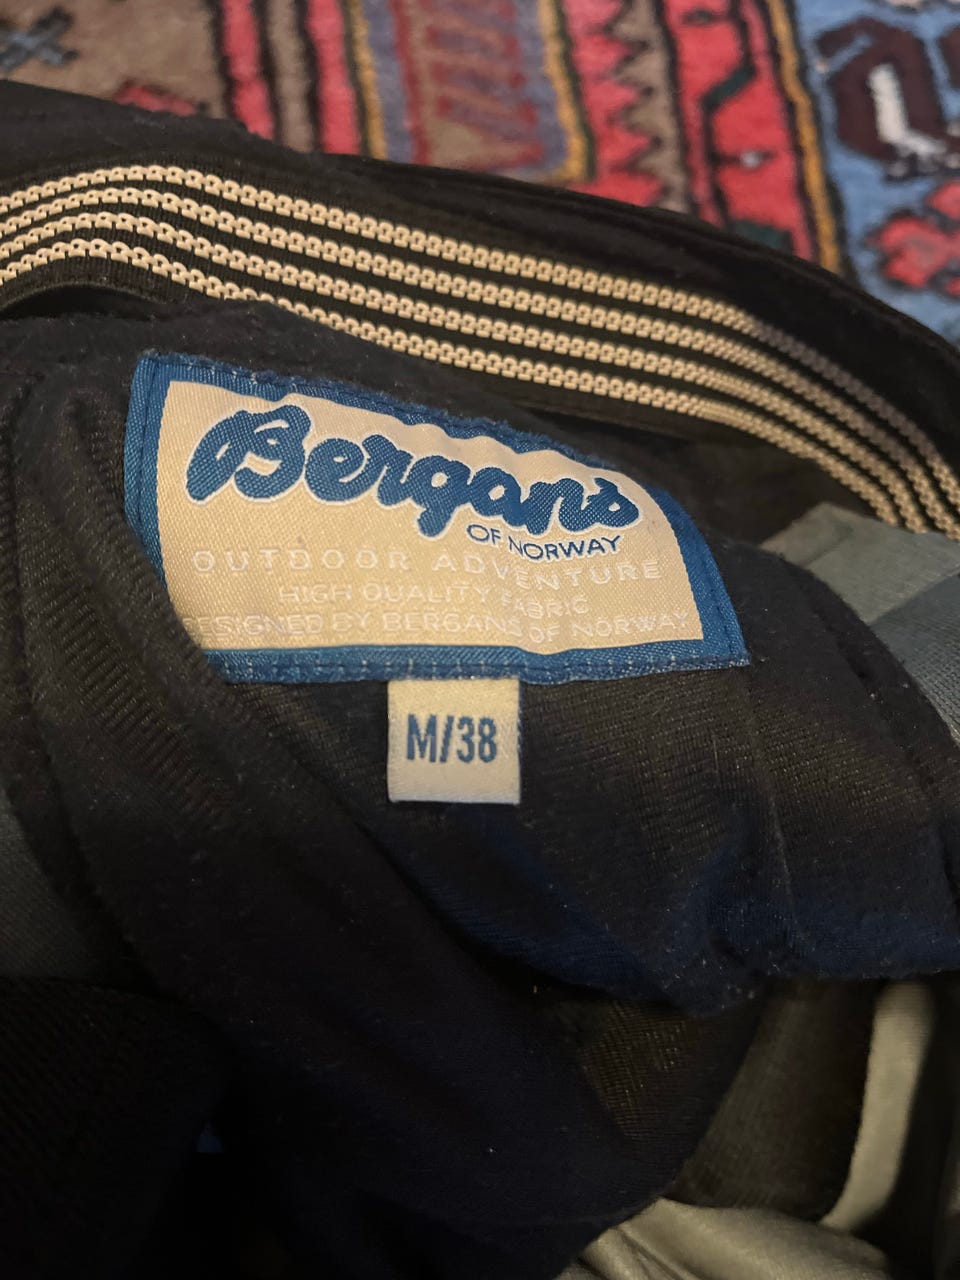 Bergans
OF NORWAY
OUTDOOR ADVENTURE
HIGH QUALITY FABRIC
DESIGNED BY BERGANS OF NORWAY
M/38